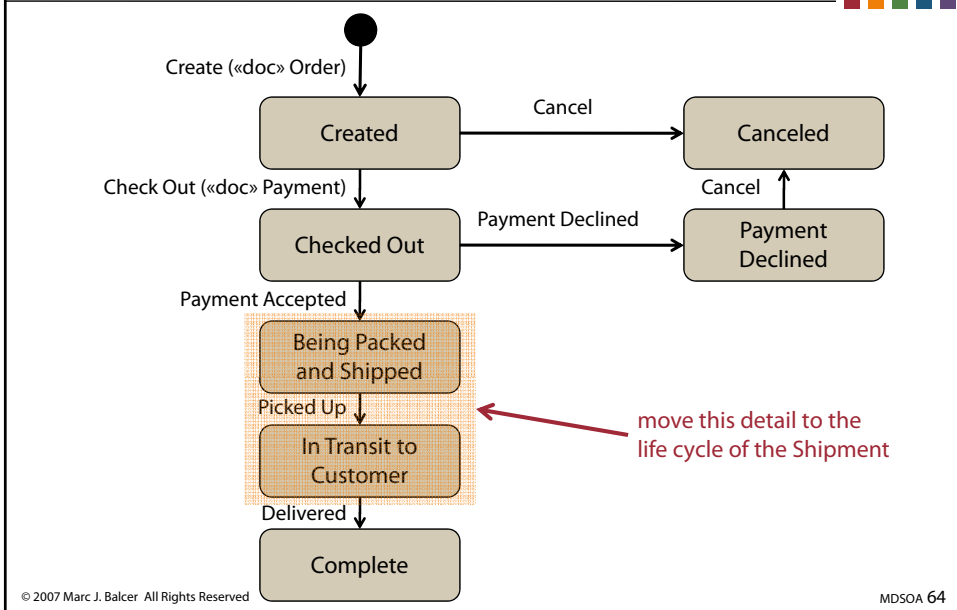 Create («doc» Order)
Created
Cancel
Canceled
Check Out («doc» Payment)
Cancel
Checked Out
Payment Declined
Payment
Declined
Payment Accepted
Being Packed
and Shipped
Picked Up
move this detail to the
life cycle of the Shipment
In Transit to
Customer
Delivered
Complete
© 2007 Marc J. Balcer All Rights Reserved
MDSOA 64